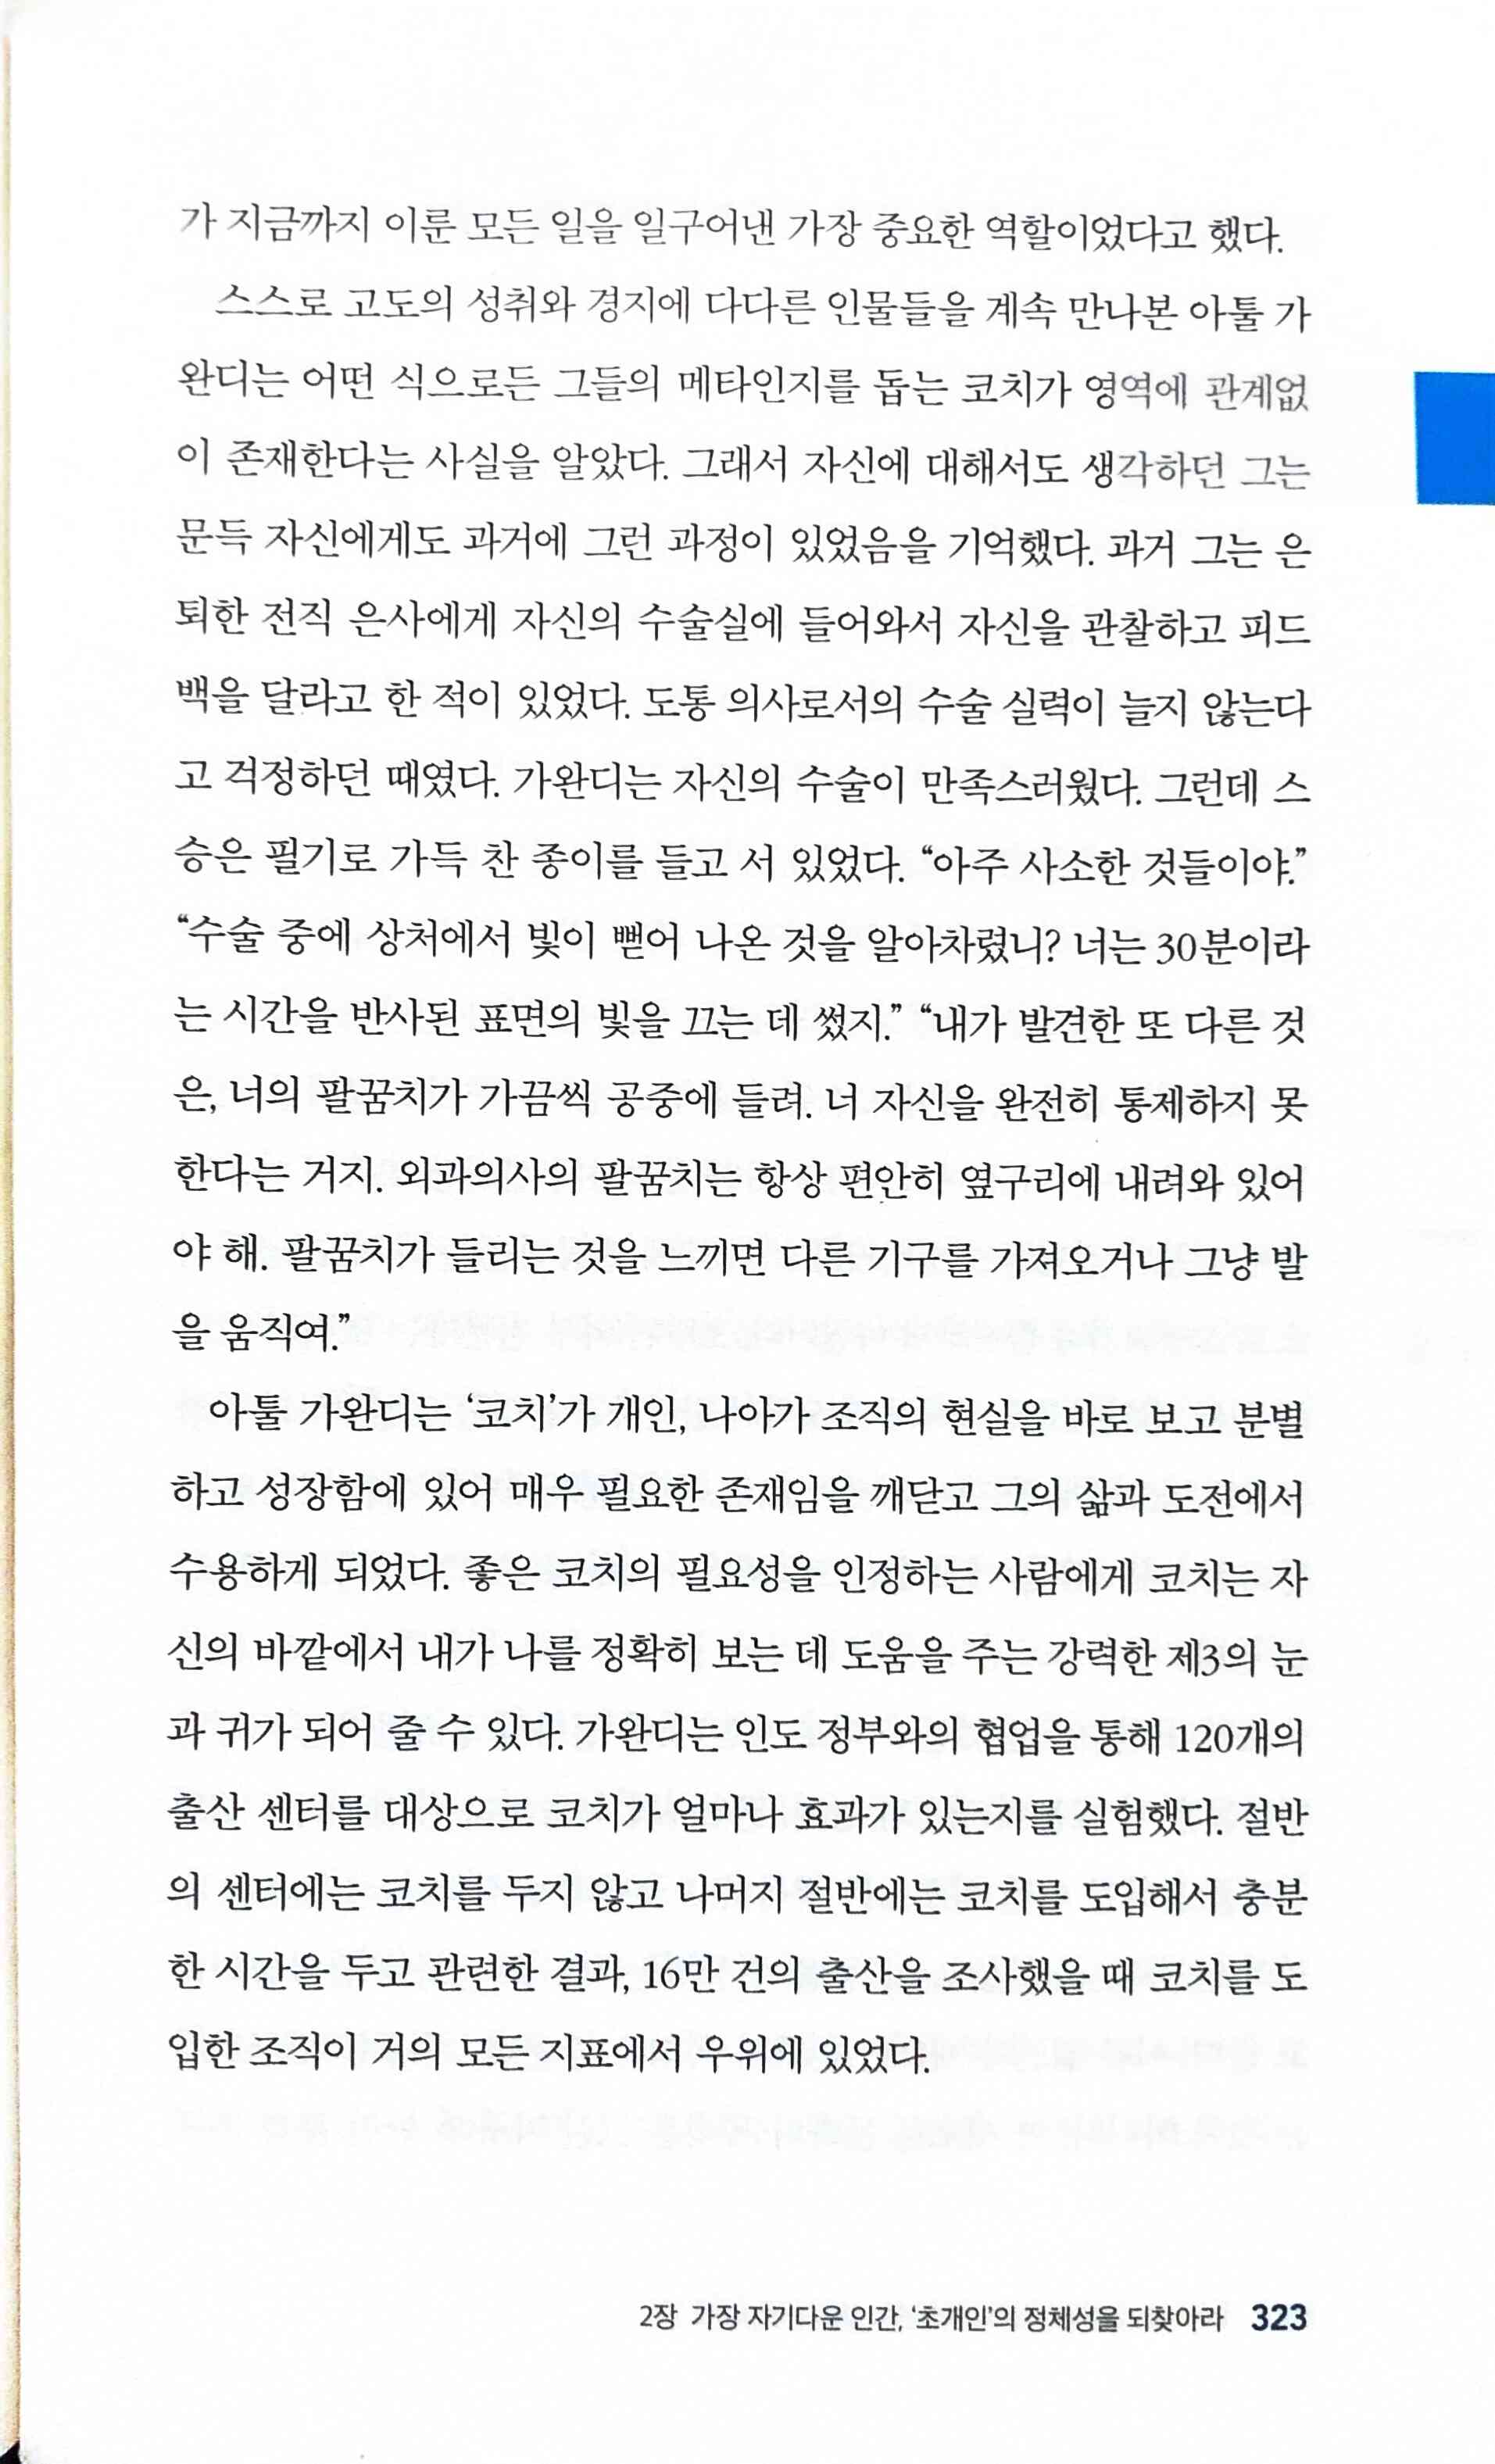 가 지금까지 이룬 모든 일을 일구어낸 가장 중요한 역할이었다고 했다.
스스로 고도의 성취와 경지에 다다른 인물들을 계속 만나본 아툴 가
완디는 어떤 식으로든 그들의 메타인지를 돕는 코치가 영역에 관계없
이 존재한다는 사실을 알았다. 그래서 자신에 대해서도 생각하던 그는
문득 자신에게도 과거에 그런 과정이 있었음을 기억했다. 과거 그는 은
퇴한 전직 은사에게 자신의 수술실에 들어와서 자신을 관찰하고 피드
백을 달라고 한 적이 있었다. 도통 의사로서의 수술 실력이 늘지 않는다
고 걱정하던 때였다. 가완디는 자신의 수술이 만족스러웠다. 그런데 스
승은 필기로 가득 찬 종이를 들고 서 있었다. “아주 사소한 것들이야.”
“수술 중에 상처에서 빛이 뻗어 나온 것을 알아차렸니? 너는 30분이라
는 시간을 반사된 표면의 빛을 끄는 데 썼지.” “내가 발견한 또 다른 것
은, 너의 팔꿈치가 가끔씩 공중에 들려. 너 자신을 완전히 통제하지 못
한다는 거지. 외과의사의 팔꿈치는 항상 편안히 옆구리에 내려와 있어
야 해. 팔꿈치가 들리는 것을 느끼면 다른 기구를 가져오거나 그냥 발
을 움직여.”
아툴 가완디는 ‘코치’가 개인, 나아가 조직의 현실을 바로 보고 분별
하고 성장함에 있어 매우 필요한 존재임을 깨닫고 그의 삶과 도전에서
수용하게 되었다. 좋은 코치의 필요성을 인정하는 사람에게 코치는 자
신의 바깥에서 내가 나를 정확히 보는 데 도움을 주는 강력한 제3의 눈
과 귀가 되어 줄 수 있다. 가완디는 인도 정부와의 협업을 통해 120개의
출산 센터를 대상으로 코치가 얼마나 효과가 있는지를 실험했다. 절반
의 센터에는 코치를 두지 않고 나머지 절반에는 코치를 도입해서 충분
한 시간을 두고 관련한 결과, 16만 건의 출산을 조사했을 때 코치를 도
입한 조직이 거의 모든 지표에서 우위에 있었다.
2장 가장 자기다운 인간, ‘초개인’의 정체성을 되찾아라 323